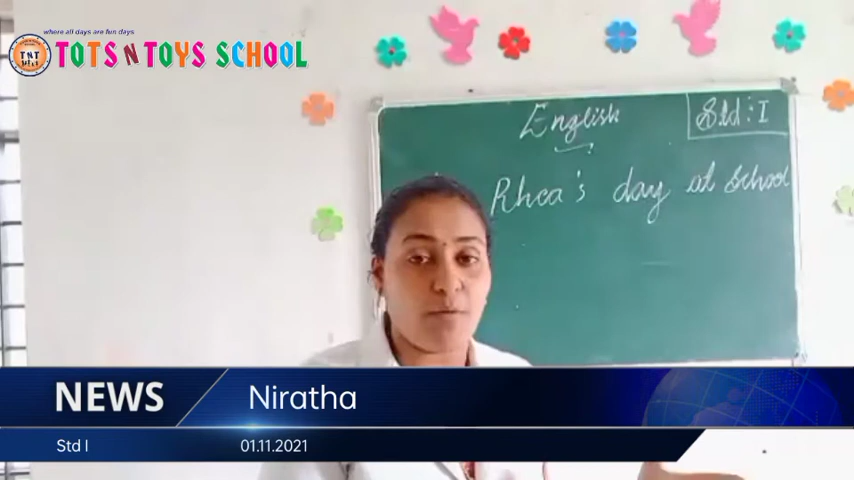 where all days are fun days
TNT
TOTS N TOYS SCHOOL
English
Std : I
Rhea's day at School
NEWS
Niratha
Std I
01.11.2021